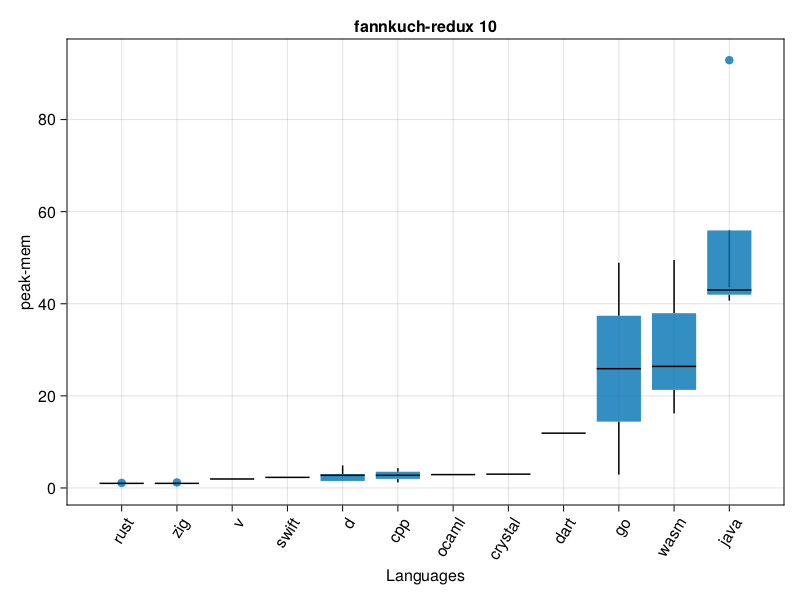 fannkuch-redux 10
peak-mem
80
60
40
20
0
rust
zig
v
swift
d
cpp
ocaml
crystal
dart
go
wasm
java
Languages